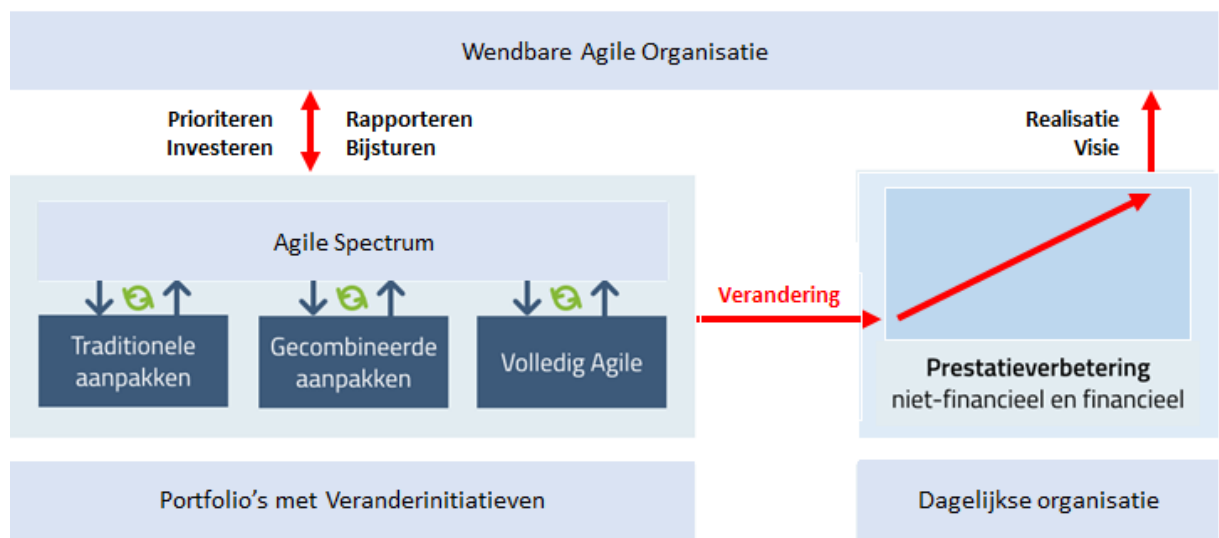 Wendbare Agile Organisatie
Prioriteren
Investeren
Rapporteren
Bijsturen
Realisatie
Visie
Agile Spectrum
Traditionele
aanpakken
Gecombineerde
aanpakken
Volledig Agile
Verandering
Prestatieverbetering
niet-financieel en financieel
Portfolio's met Veranderinitiatieven
Dagelijkse organisatie